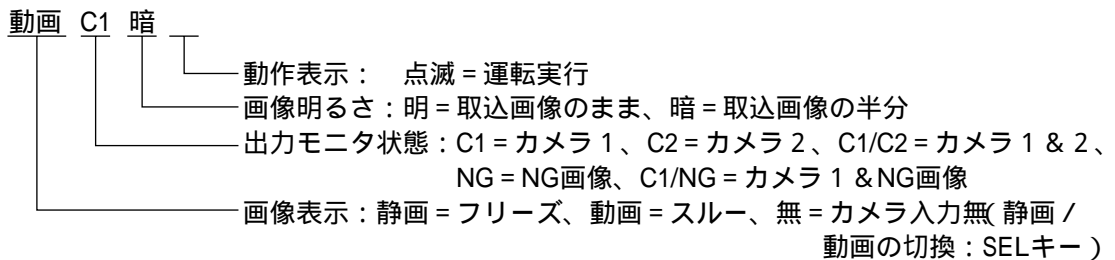 動画 C1 暗
動作表示： 点滅＝運転実行
画像明るさ：明＝取込画像のまま、暗＝取込画像の半分
出力モニタ状態：C1＝カメラ１、C2＝カメラ２、C1/C2＝カメラ１＆２、
NG＝NG画像、C1/NG＝カメラ１＆NG画像
画像表示：静画＝フリーズ、動画＝スルー、無＝カメラ入力無（静画／
動画の切換：SELキー）